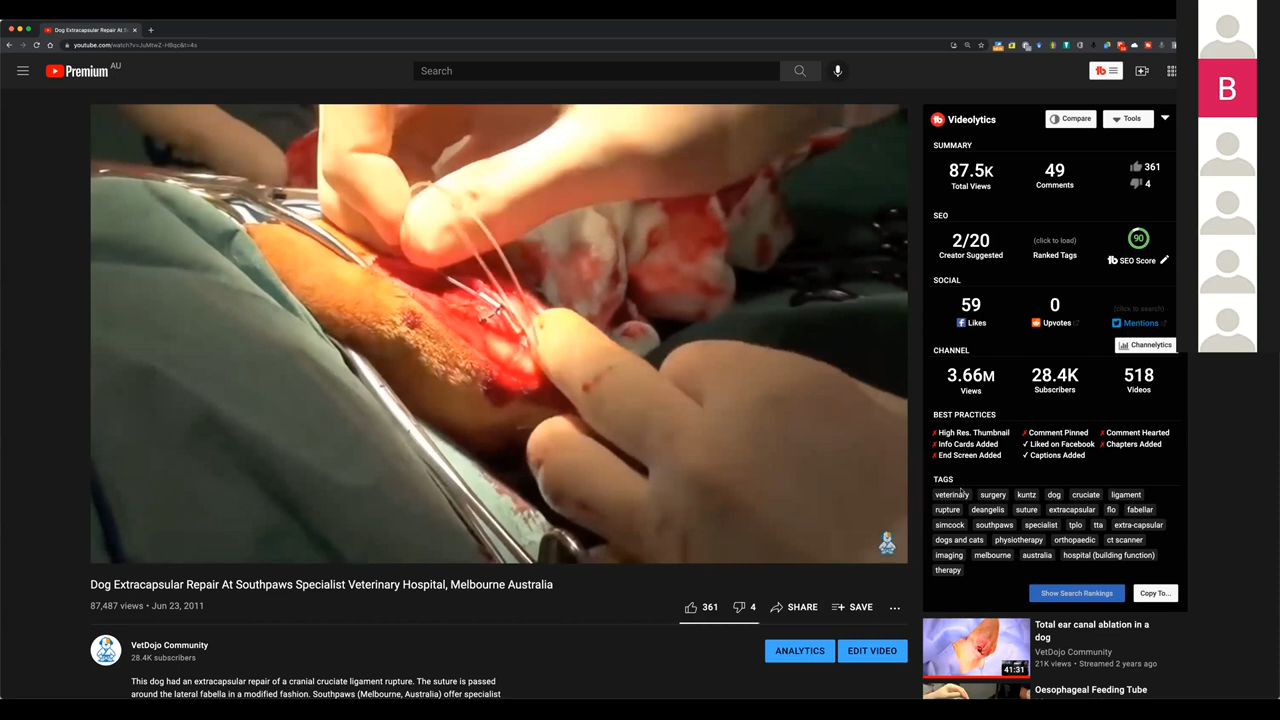 Dog Extracapsular Repair At S
youtube.com/watch?v=JuMtwZ-HBqc&t=4s
Premium AU
Search
B
Videolytics
Compare
Tools
SUMMARY
87.5K
Total Views
49
Comments
361
4
SEO
2/20
Creator Suggested
(click to load)
Ranked Tags
90
SEO Score
SOCIAL
59
Likes
0
Upvotes
(click to search)
Mentions
Channelytics
CHANNEL
3.66M
Views
28.4K
Subscribers
518
Videos
BEST PRACTICES
High Res. Thumbnail
Comment Pinned
Comment Hearted
Info Cards Added
Liked on Facebook
Chapters Added
End Screen Added
Captions Added
TAGS
veterinary surgery kuntz dog cruciate ligament
rupture deangelis suture extracapsular flo fabellar
simcock southpaws specialist tplo tta extra-capsular
dogs and cats physiotherapy orthopaedic ct scanner
imaging melbourne australia hospital (building function)
therapy
Show Search Rankings
Copy To...
Dog Extracapsular Repair At Southpaws Specialist Veterinary Hospital, Melbourne Australia
87,487 views • Jun 23, 2011
361
4
SHARE
SAVE
VetDojo Community
28.4K subscribers
ANALYTICS
EDIT VIDEO
This dog had an extracapsular repair of a cranial cruciate ligament rupture. The suture is passed
around the lateral fabella in a modified fashion. Southpaws (Melbourne, Australia) offer specialist
41:31
Total ear canal ablation in a
dog
VetDojo Community
21K views • Streamed 2 years ago
Oesophageal Feeding Tube